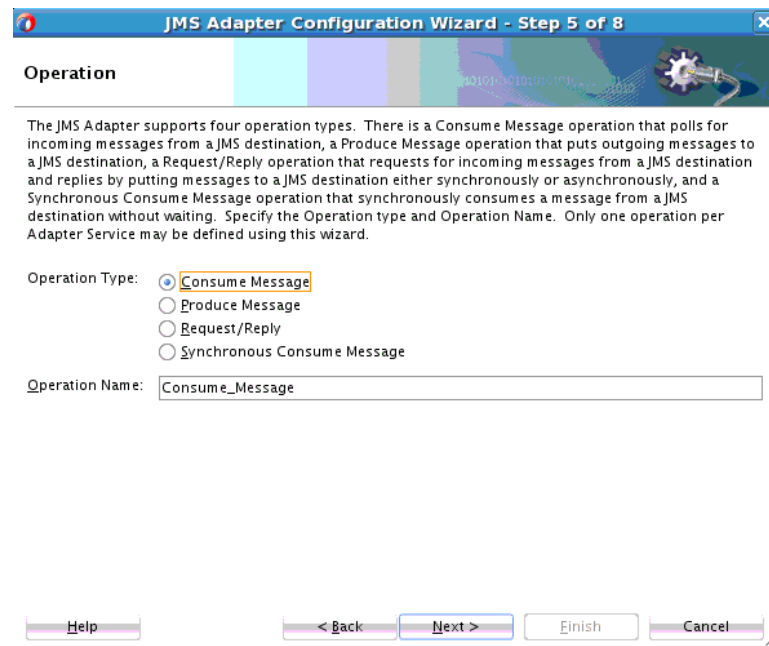 JMS Adapter Configuration Wizard - Step 5 of 8
Operation
The JMS Adapter supports four operation types. There is a Consume Message operation that polls for
incoming messages from a JMS destination, a Produce Message operation that puts outgoing messages to
a JMS destination, a Request/Reply operation that requests for incoming messages from a JMS destination
and replies by putting messages to a JMS destination either synchronously or asynchronously, and a
Synchronous Consume Message operation that synchronously consumes a message from a JMS
destination without waiting. Specify the Operation type and Operation Name. Only one operation per
Adapter Service may be defined using this wizard.
Operation Type:
Consume Message
Produce Message
Request/Reply
Synchronous Consume Message
Operation Name: Consume_Message
Help < Back Next > Finish Cancel